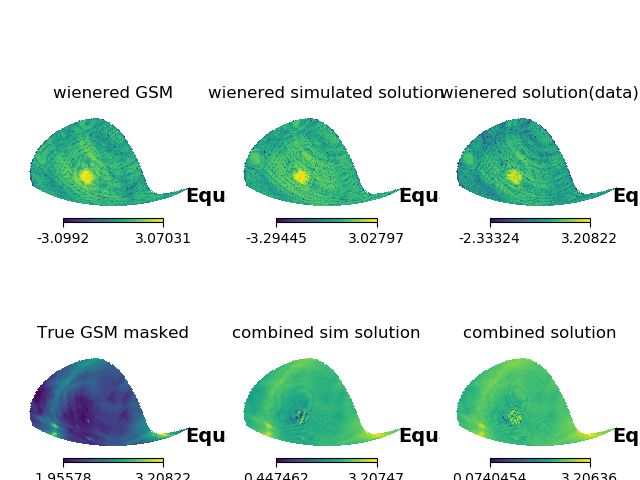 wienered GSM
wienered simulated solution
wienered solution(data)
Equ
Equ
Eq
-3.0992 3.07031
-3.29445 3.02797
-2.33324 3.20822
True GSM masked
combined sim solution
combined solution
Equ
Equ
Eq
1.95578 3.20822
0.447462 3.20747
0.0740454 3.20636